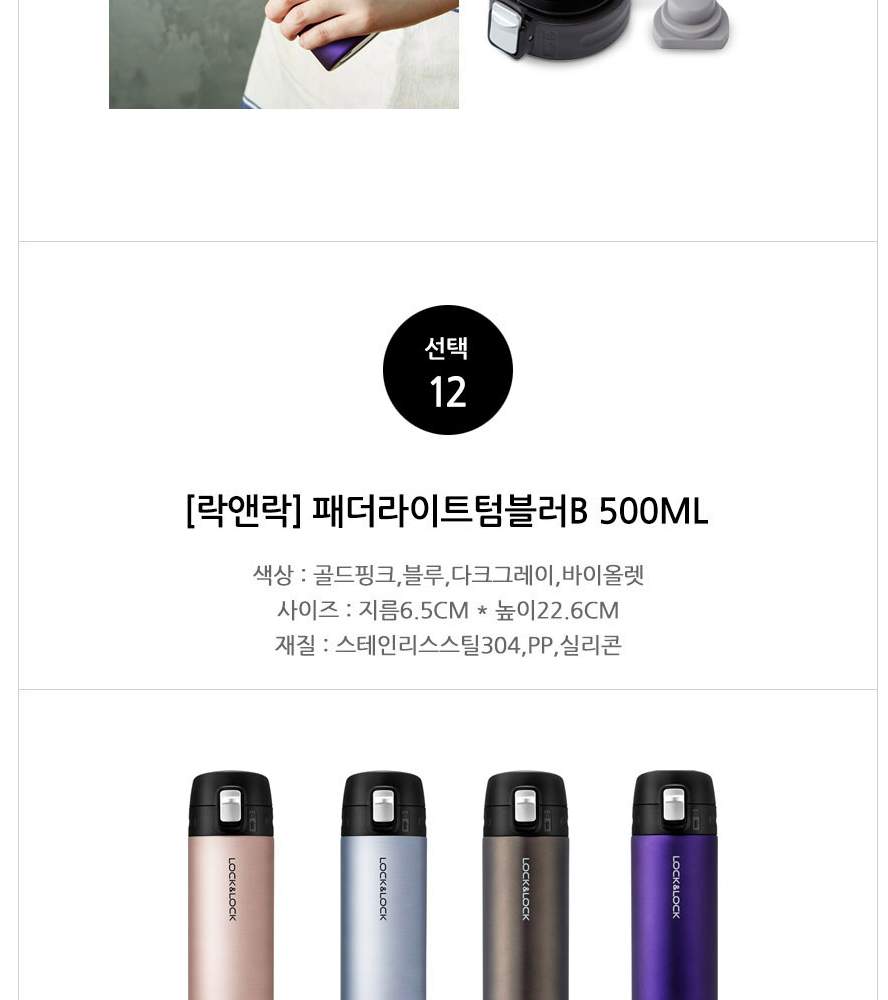 선택
12
[락앤락] 패더라이트텀블러B 500ML
색상 : 골드핑크,블루,다크그레이,바이올렛
사이즈 : 지름6.5CM * 높이22.6CM
재질 : 스테인리스스틸304,PP,실리콘
LOCK&LOCK
LOCK&LOCK
LOCK&LOCK
LOCK&LOCK